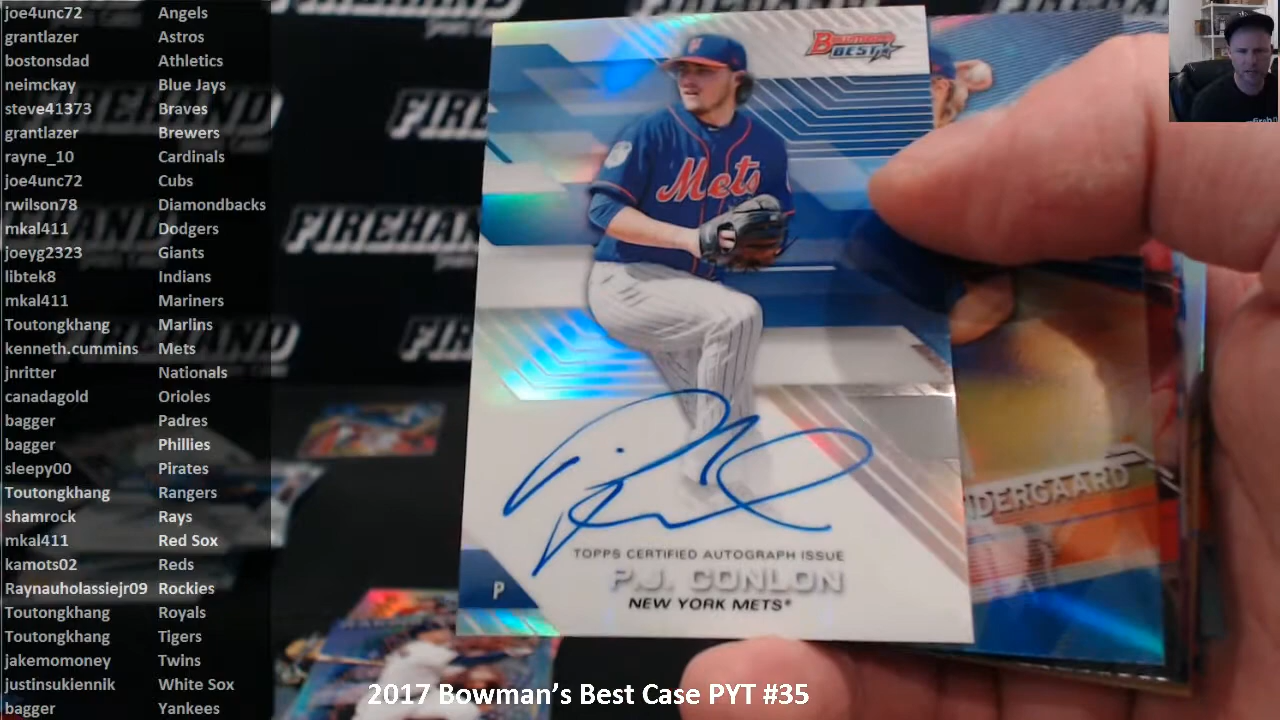 joe4unc72 Angels
grantlazer Astros
bostonsdad Athletics
neimckay Blue Jays
steve41373 Braves
grantlazer Brewers
rayne_10 Cardinals
joe4unc72 Cubs
rwilson78 Diamondbacks
mkal411 Dodgers
joeyg2323 Giants
libtek8 Indians
mkal411 Mariners
Toutongkhang Marlins
kenneth.cummins Mets
jnritter Nationals
canadagold Orioles
bagger Padres
bagger Phillies
sleepy00 Pirates
Toutongkhang Rangers
shamrock Rays
mkal411 Red Sox
kamots02 Reds
Raynauholassiejr09 Rockies
Toutongkhang Royals
Toutongkhang Tigers
jakemomoney Twins
justinsukiennik White Sox
bagger Yankees
FIREHAND
FIREHAND
BOWMAN'S
BEST
Mets
TOPPS CERTIFIED AUTOGRAPH ISSUE
P.J. CONLON
NEW YORK METS*
P
NDERGAARD
2017 Bowman's Best Case PYT #35